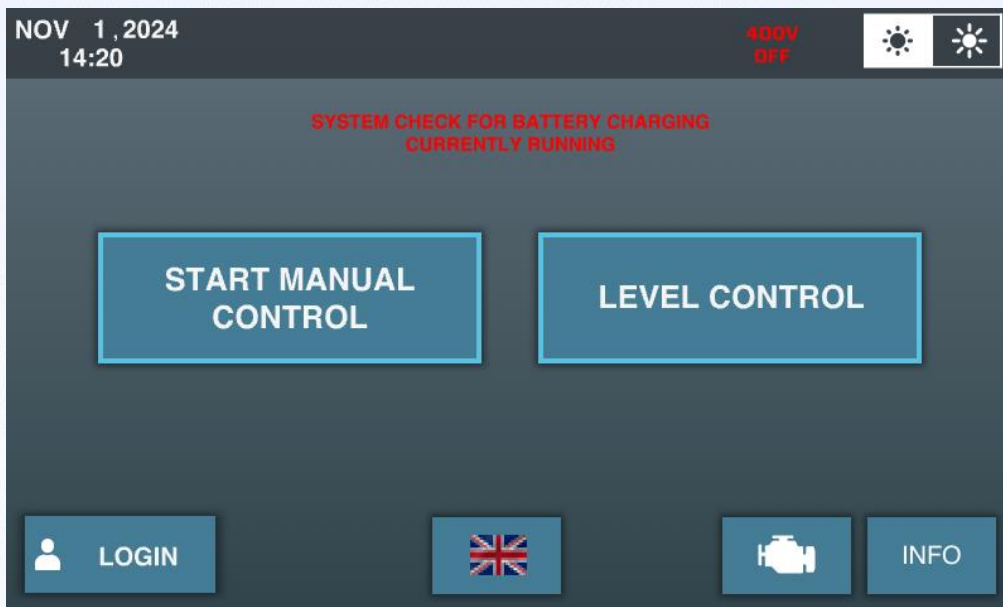 NOV 1,2024
14:20
400V
OFF
SYSTEM CHECK FOR BATTERY CHARGING
CURRENTLY RUNNING
START MANUAL
CONTROL
LEVEL CONTROL
LOGIN
INFO